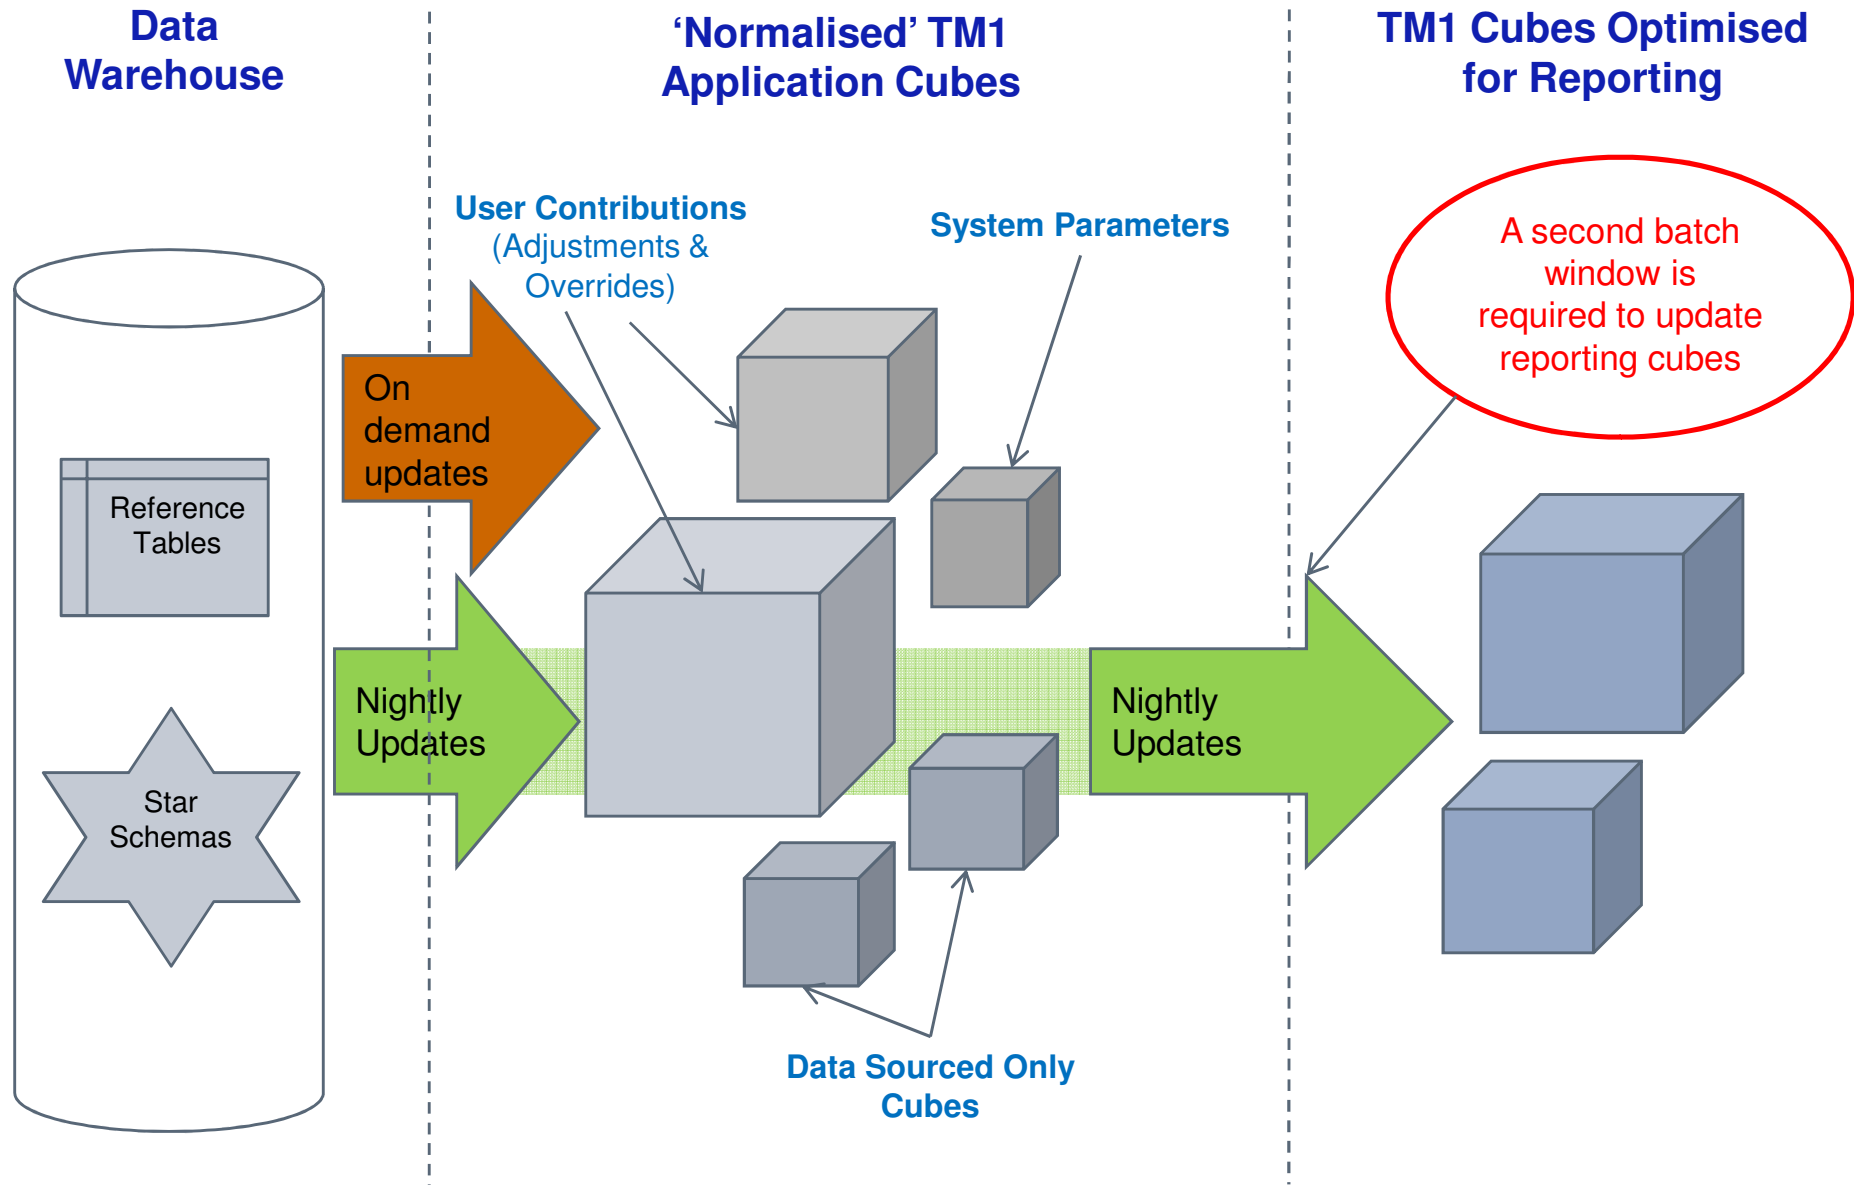 Data
Warehouse
‘Normalised’ TM1
Application Cubes
TM1 Cubes Optimised
for Reporting
User Contributions
(Adjustments &
Overrides)
System Parameters
A second batch
window is
required to update
reporting cubes
On
demand
updates
Reference
Tables
Nightly
Updates
Nightly
Updates
Star
Schemas
Data Sourced Only
Cubes